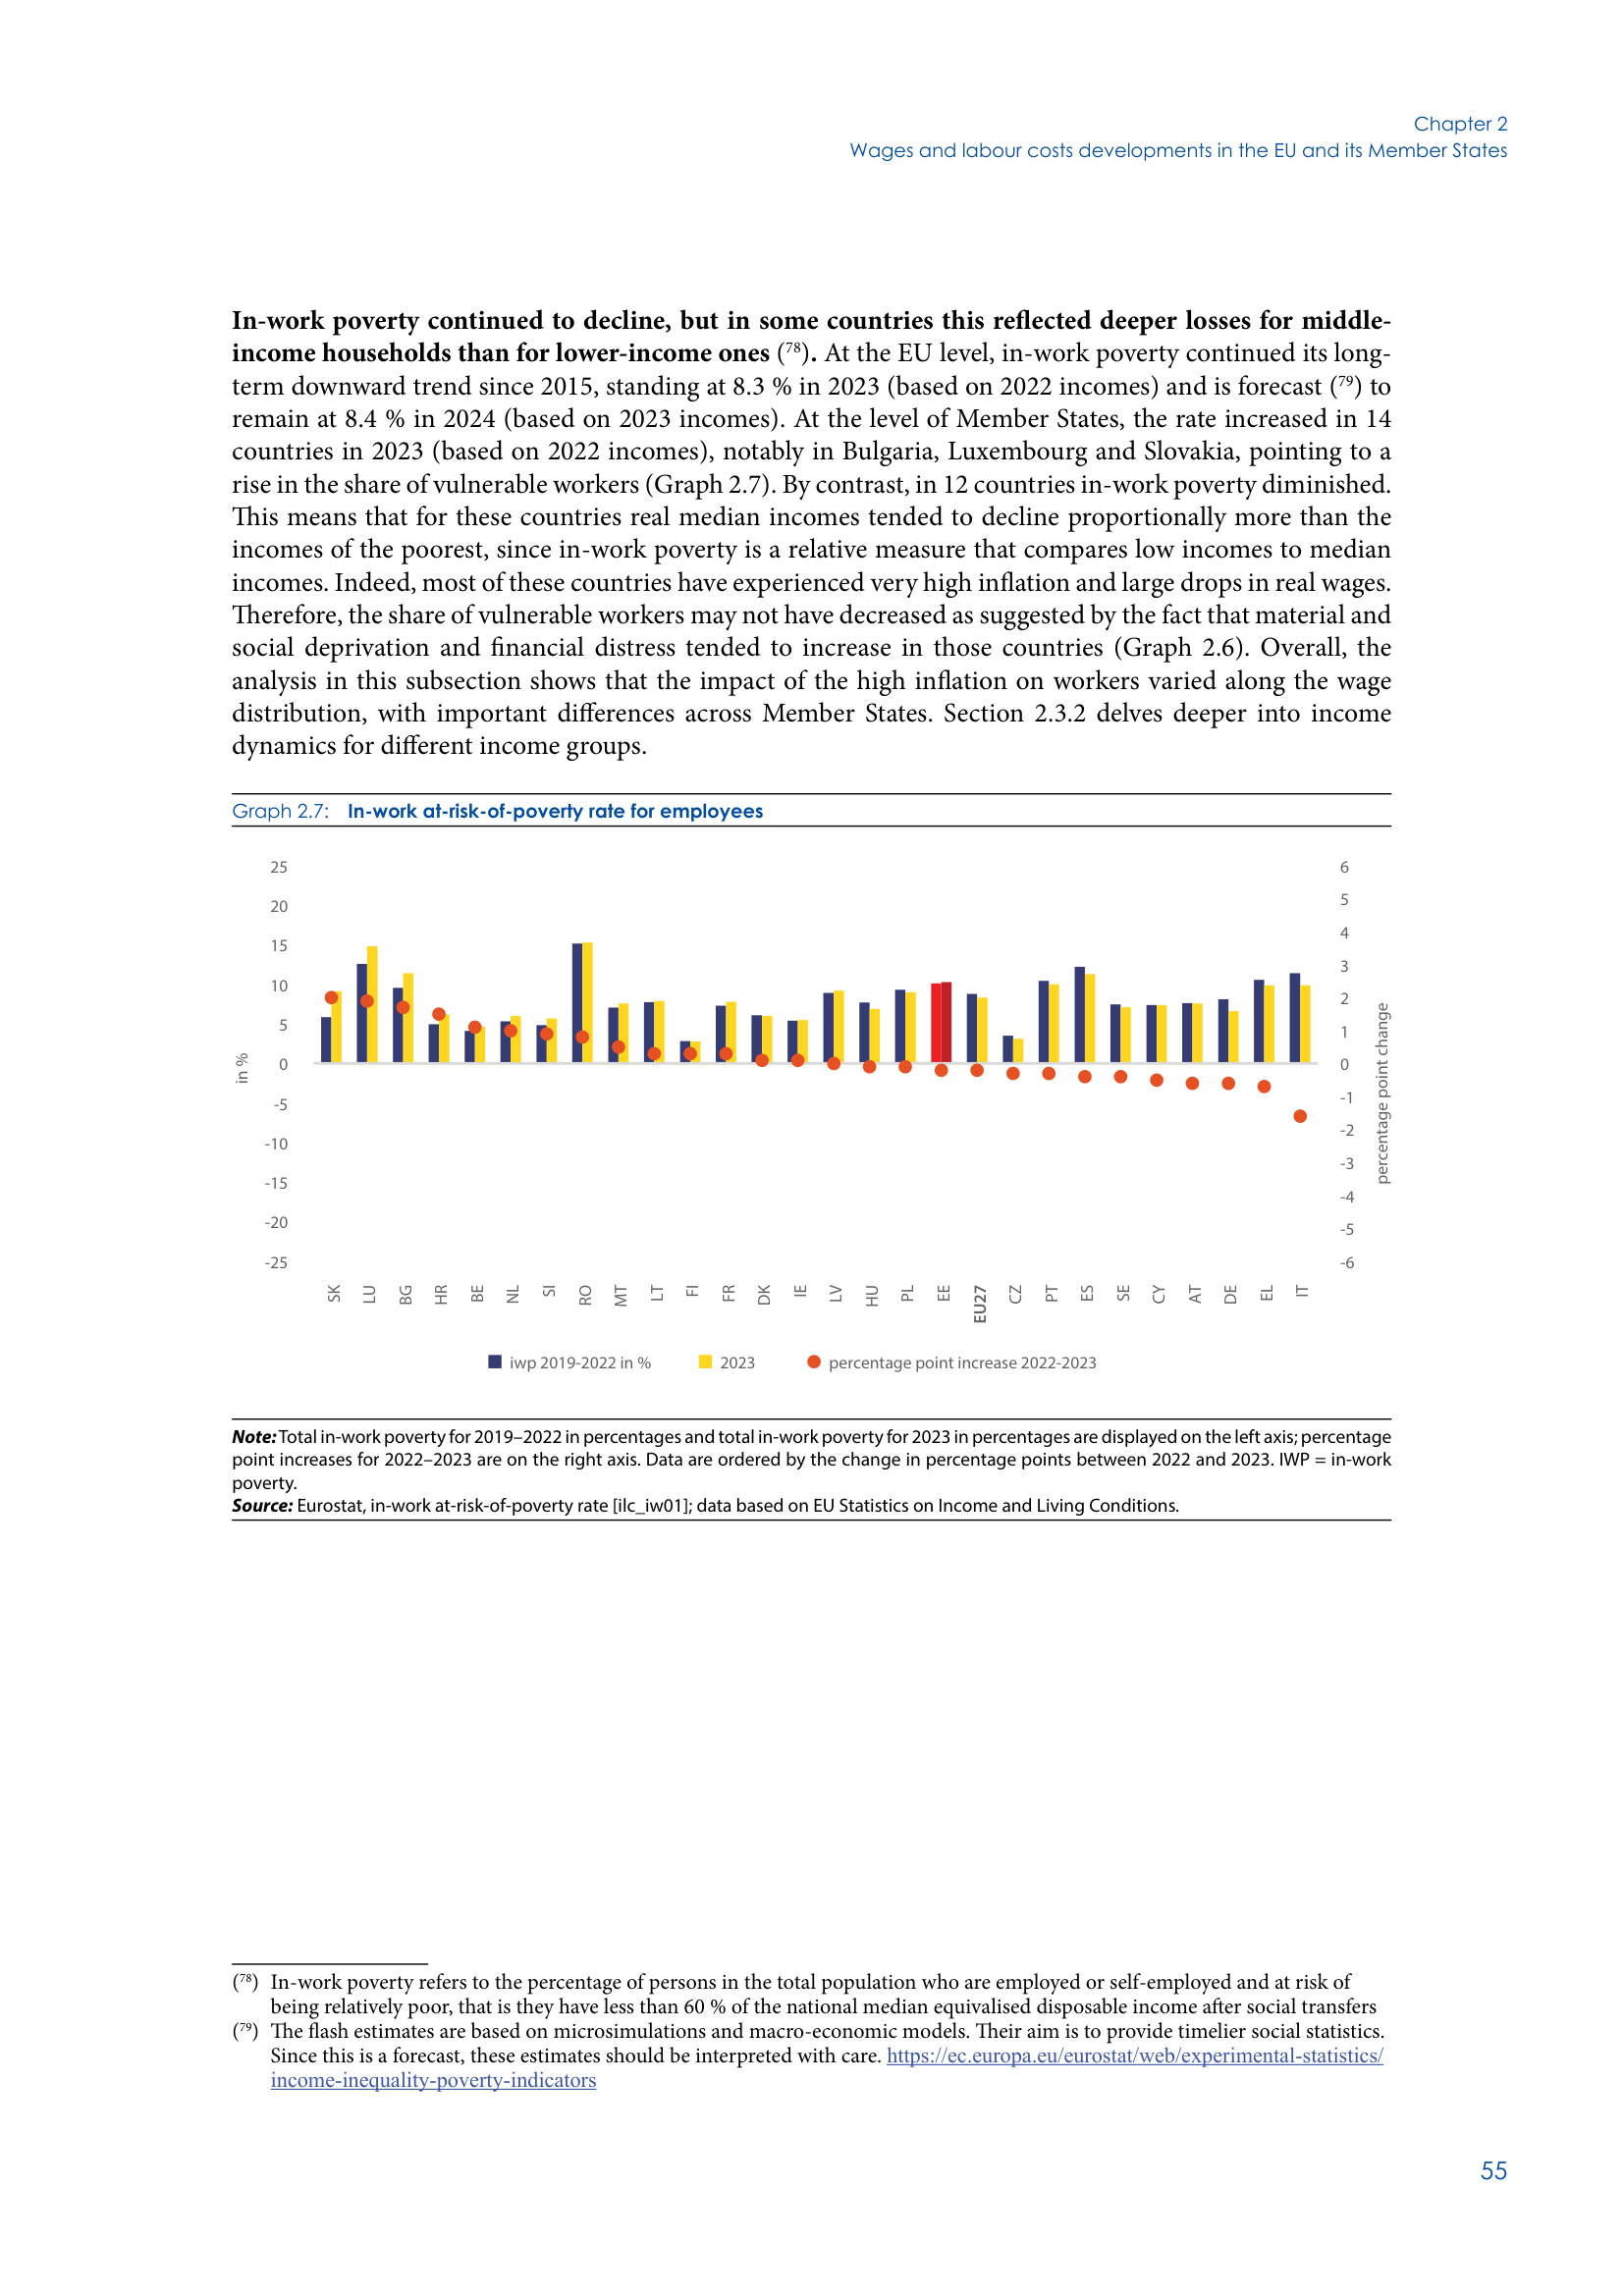 Chapter 2
Wages and labour costs developments in the EU and its Member States
In-work poverty continued to decline, but in some countries this reflected deeper losses for middle-
income households than for lower-income ones (78). At the EU level, in-work poverty continued its long-
term downward trend since 2015, standing at 8.3 % in 2023 (based on 2022 incomes) and is forecast (79) to
remain at 8.4 % in 2024 (based on 2023 incomes). At the level of Member States, the rate increased in 14
countries in 2023 (based on 2022 incomes), notably in Bulgaria, Luxembourg and Slovakia, pointing to a
rise in the share of vulnerable workers (Graph 2.7). By contrast, in 12 countries in-work poverty diminished.
This means that for these countries real median incomes tended to decline proportionally more than the
incomes of the poorest, since in-work poverty is a relative measure that compares low incomes to median
incomes. Indeed, most of these countries have experienced very high inflation and large drops in real wages.
Therefore, the share of vulnerable workers may not have decreased as suggested by the fact that material and
social deprivation and financial distress tended to increase in those countries (Graph 2.6). Overall, the
analysis in this subsection shows that the impact of the high inflation on workers varied along the wage
distribution, with important differences across Member States. Section 2.3.2 delves deeper into income
dynamics for different income groups.
Graph 2.7: In-work at-risk-of-poverty rate for employees
in %
25
20
15
10
5
0
-5
-10
-15
-20
-25
6
5
4
3
2
1
0
-1
-2
-3
-4
-5
-6
percentage point change
SK LU BG HR BE NL SI RO MT LT FI FR DK IE LV HU PL EE EU27 CZ PT ES SE CY AT DE EL IT
iwp 2019-2022 in % 2023 percentage point increase 2022-2023
Note: Total in-work poverty for 2019–2022 in percentages and total in-work poverty for 2023 in percentages are displayed on the left axis; percentage
point increases for 2022–2023 are on the right axis. Data are ordered by the change in percentage points between 2022 and 2023. IWP = in-work
poverty.
Source: Eurostat, in-work at-risk-of-poverty rate [ilc_iw01]; data based on EU Statistics on Income and Living Conditions.
(78) In-work poverty refers to the percentage of persons in the total population who are employed or self-employed and at risk of
being relatively poor, that is they have less than 60 % of the national median equivalised disposable income after social transfers
(79) The flash estimates are based on microsimulations and macro-economic models. Their aim is to provide timelier social statistics.
Since this is a forecast, these estimates should be interpreted with care. https://ec.europa.eu/eurostat/web/experimental-statistics/
income-inequality-poverty-indicators
55